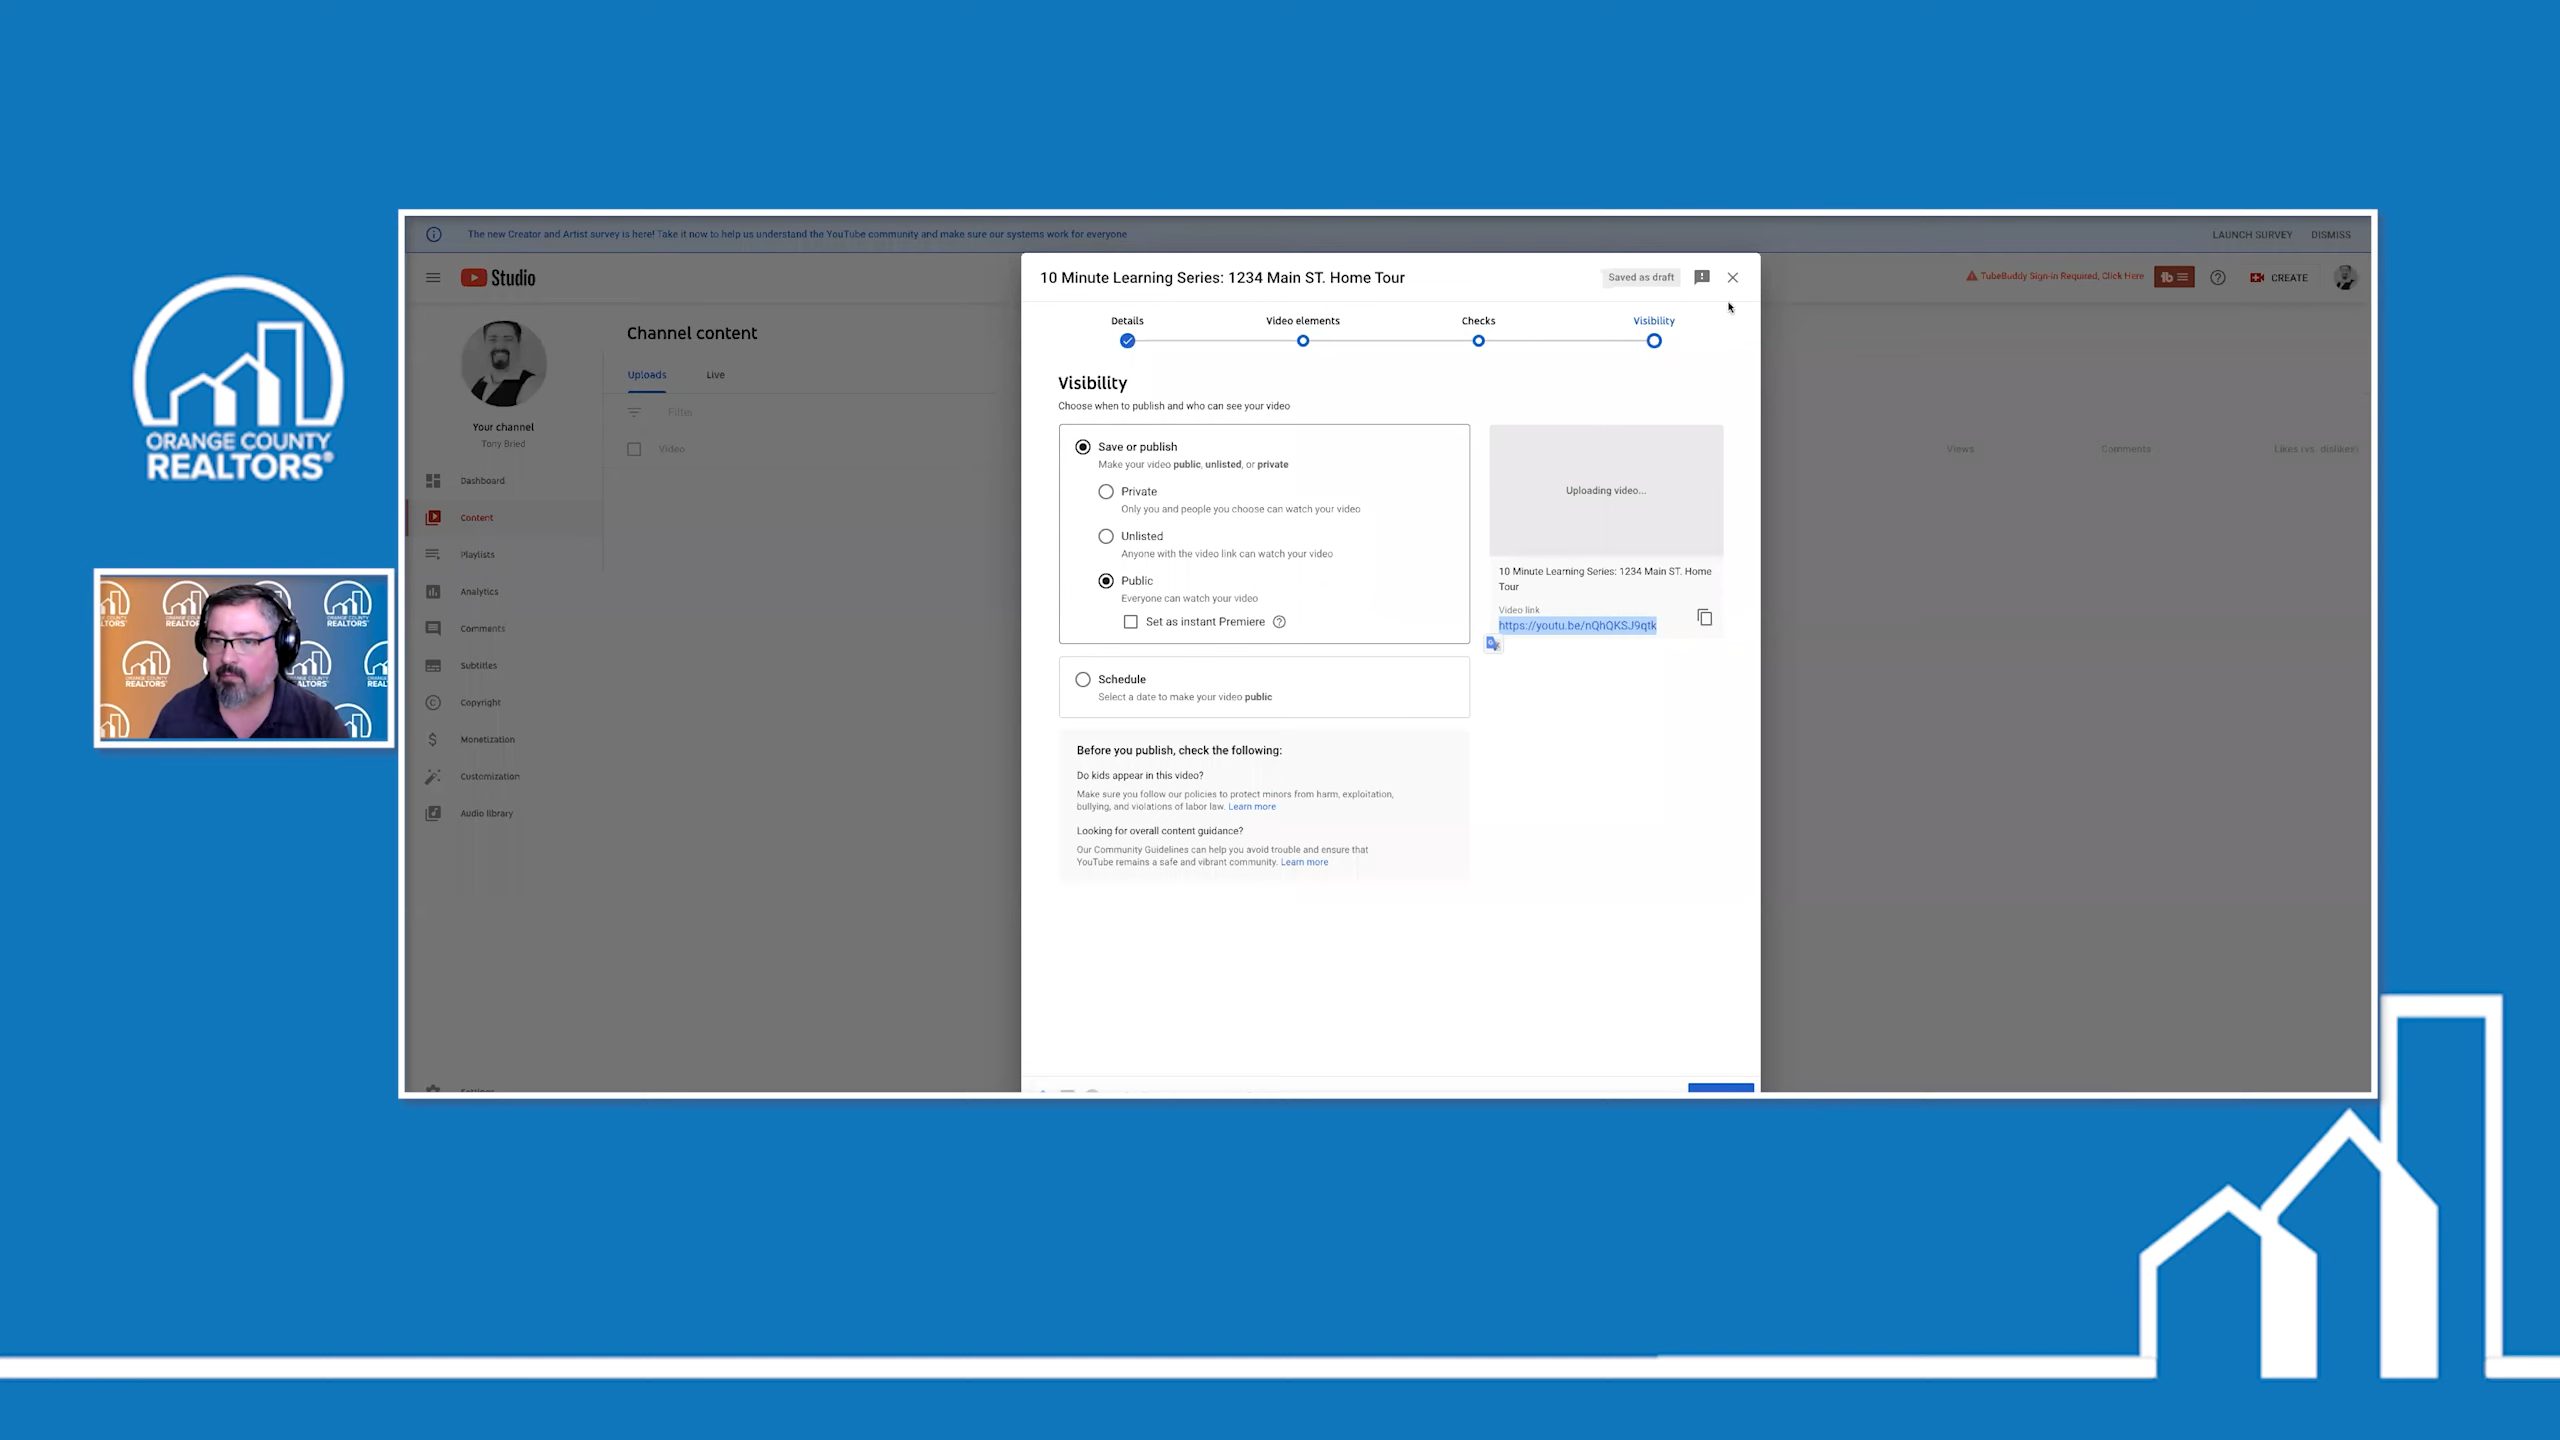 The new Creator and Artist survey is here! Take it now to help us understand the YouTube community and make sure our systems work for everyone
LAUNCH SURVEY
DISMISS
Studio
TubeBuddy Sign-in Required, Click Here
CREATE
ORANGE COUNTY
REALTORS®
Your channel
Tony Bried
Dashboard
Content
Playlists
Analytics
Comments
Subtitles
Copyright
Monetization
Customization
Audio library
Channel content
Uploads
Live
Filter
Video
Views
Comments
Likes (vs. dislikes)
10 Minute Learning Series: 1234 Main ST. Home Tour
Saved as draft
Details
Video elements
Checks
Visibility
Visibility
Choose when to publish and who can see your video
Save or publish
Make your video public, unlisted, or private
Private
Only you and people you choose can watch your video
Unlisted
Anyone with the video link can watch your video
Public
Everyone can watch your video
Set as instant Premiere
Schedule
Select a date to make your video public
Before you publish, check the following:
Do kids appear in this video?
Make sure you follow our policies to protect minors from harm, exploitation,
bullying, and violations of labor law. Learn more
Looking for overall content guidance?
Our Community Guidelines can help you avoid trouble and ensure that
YouTube remains a safe and vibrant community. Learn more
Uploading video...
10 Minute Learning Series: 1234 Main ST. Home
Tour
Video link
https://youtu.be/nQhQKSJ9qtk